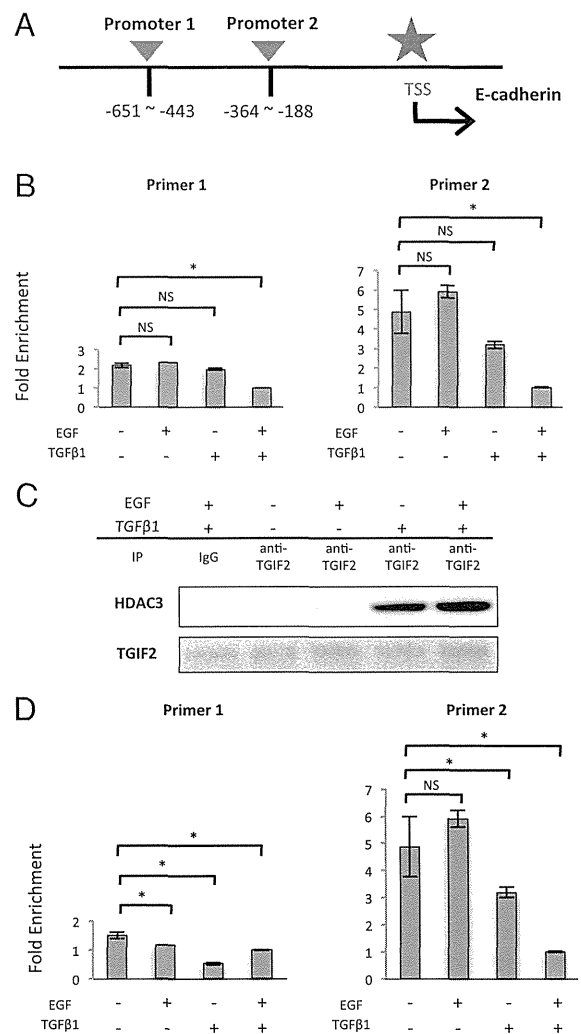 A
Promoter 1 Promoter 2
TSS
E-cadherin
-651 ~ -443 -364 ~ -188
B
Primer 1 Primer 2
*
NS
NS
*
NS
NS
Fold Enrichment
3
2
1
0
7
6
5
4
3
2
1
0
EGF - + - + - + - +
TGFβ1 - - + + - - + +
C
EGF + - + - +
TGFβ1 + - - + +
IP IgG anti-TGIF2 anti-TGIF2 anti-TGIF2 anti-TGIF2
HDAC3
TGIF2
D
Primer 1 Primer 2
*
*
*
*
*
NS
Fold Enrichment
2
1
0
7
6
5
4
3
2
1
0
EGF - + - + - + - +
TGFβ1 - - + + - - + +